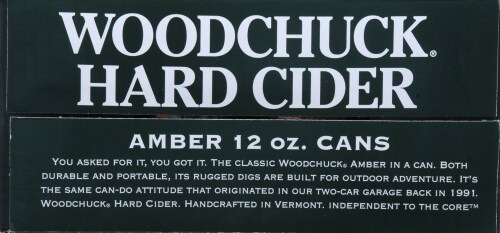 WOODCHUCK®
HARD CIDER
AMBER 12 OZ. CANS
YOU ASKED FOR IT, YOU GOT IT. THE CLASSIC WOODCHUCK® AMBER IN A CAN. BOTH
DURABLE AND PORTABLE, ITS RUGGED DIGS ARE BUILT FOR OUTDOOR ADVENTURE. IT'S
THE SAME CAN-DO ATTITUDE THAT ORIGINATED IN OUR TWO-CAR GARAGE BACK IN 1991.
WOODCHUCK® HARD CIDER. HANDCRAFTED IN VERMONT. INDEPENDENT TO THE CORE™